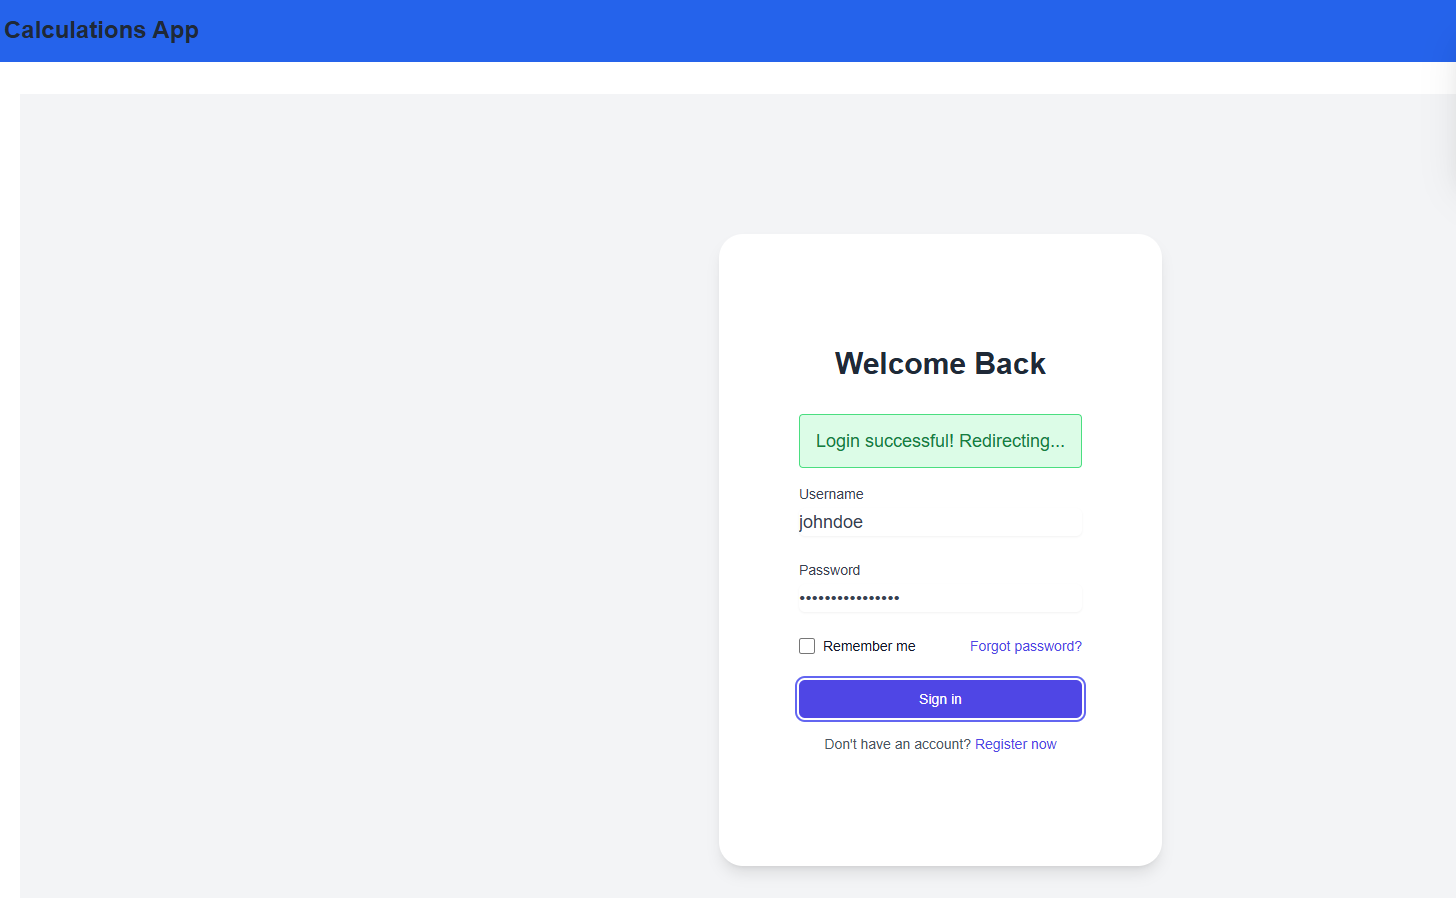 Calculations App
Welcome Back
Login successful! Redirecting...
Username
johndoe
Password
••••••••••••••••
Remember me Forgot password?
Sign in
Don't have an account? Register now